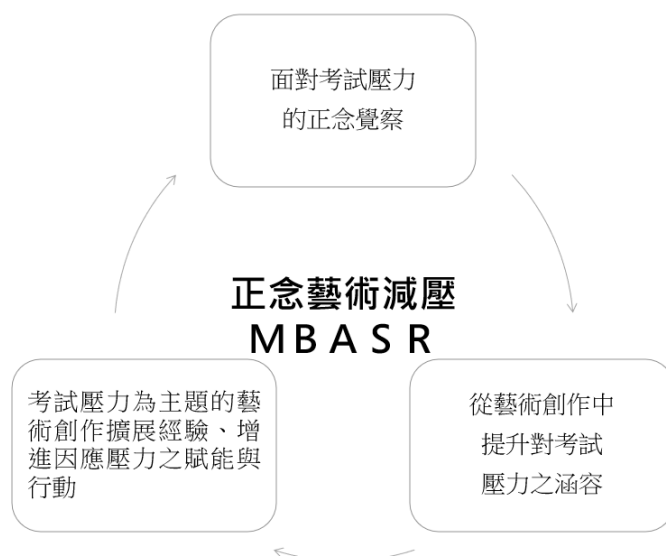 面對考試壓力
的正念覺察
正念藝術減壓
MBASR
考試壓力為主題的藝
術創作擴展經驗、增
進因應壓力之賦能與
行動
從藝術創作中
提升對考試
壓力之涵容